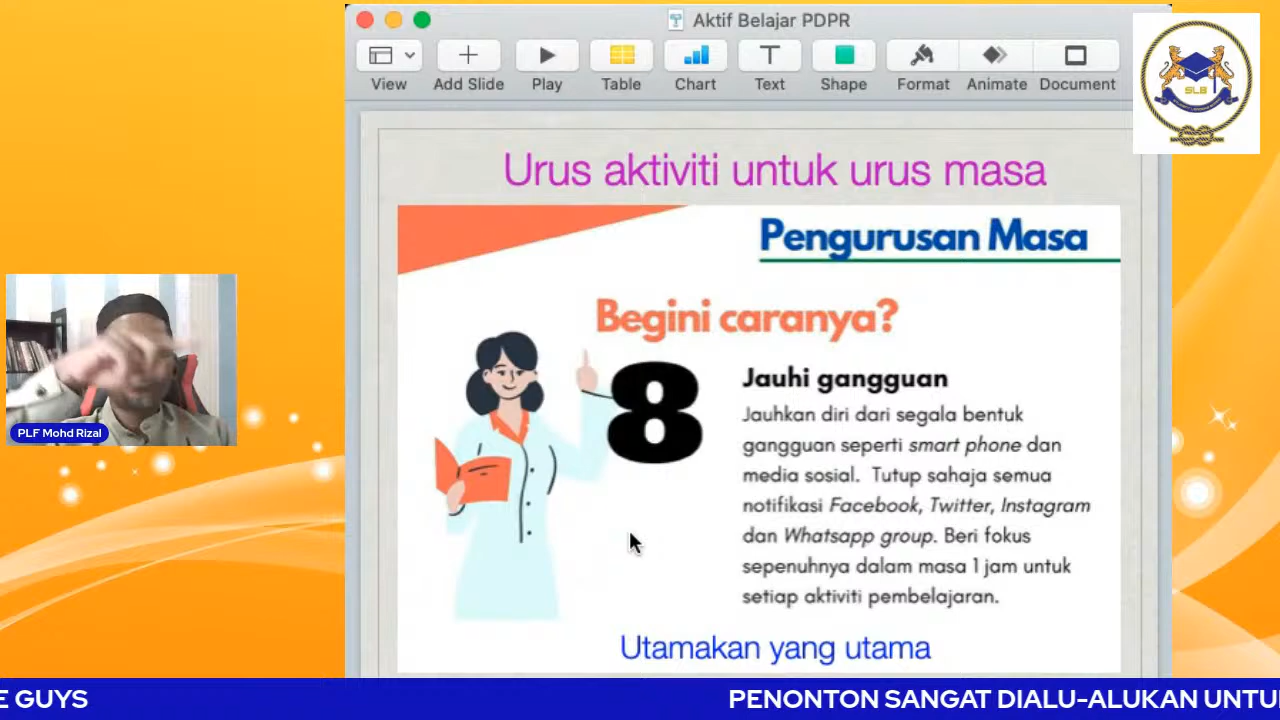 Aktif Belajar PDPR
View
Add Slide
Play
Table
Chart
Text
Shape
Format
Animate
Document
SLB
Urus aktiviti untuk urus masa
Pengurusan Masa
Begini caranya?
8
Jauhi gangguan
Jauhkan diri dari segala bentuk
gangguan seperti smart phone dan
media sosial. Tutup sahaja semua
notifikasi Facebook, Twitter, Instagram
dan Whatsapp group. Beri fokus
sepenuhnya dalam masa 1 jam untuk
setiap aktiviti pembelajaran.
Utamakan yang utama
PLF Mohd Rizal
E GUYS
PENONTON SANGAT DIALU-ALUKAN UNTU